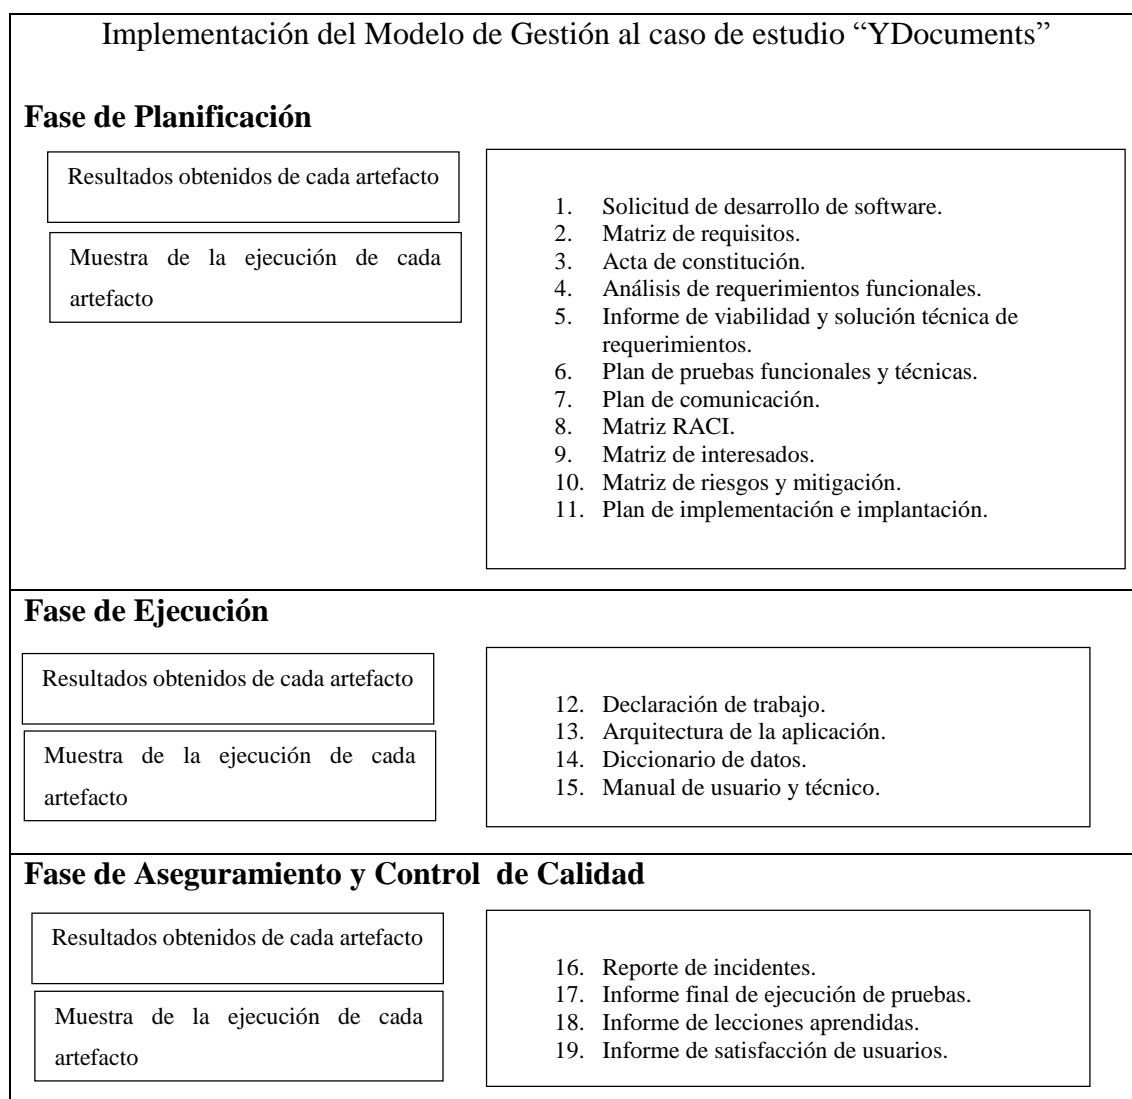 Implementación del Modelo de Gestión al caso de estudio “YDocuments”
Fase de Planificación
Resultados obtenidos de cada artefacto
Muestra de la ejecución de cada
artefacto
1. Solicitud de desarrollo de software.
2. Matriz de requisitos.
3. Acta de constitución.
4. Análisis de requerimientos funcionales.
5. Informe de viabilidad y solución técnica de
requerimientos.
6. Plan de pruebas funcionales y técnicas.
7. Plan de comunicación.
8. Matriz RACI.
9. Matriz de interesados.
10. Matriz de riesgos y mitigación.
11. Plan de implementación e implantación.
Fase de Ejecución
Resultados obtenidos de cada artefacto
Muestra de la ejecución de cada
artefacto
12. Declaración de trabajo.
13. Arquitectura de la aplicación.
14. Diccionario de datos.
15. Manual de usuario y técnico.
Fase de Aseguramiento y Control de Calidad
Resultados obtenidos de cada artefacto
Muestra de la ejecución de cada
artefacto
16. Reporte de incidentes.
17. Informe final de ejecución de pruebas.
18. Informe de lecciones aprendidas.
19. Informe de satisfacción de usuarios.